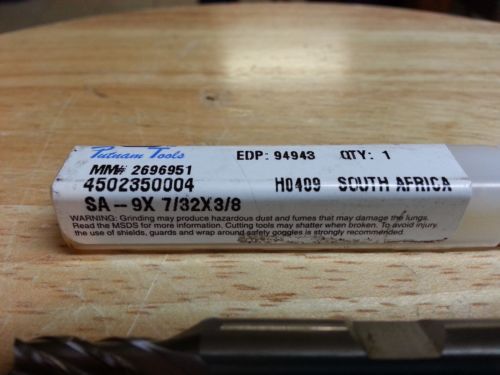 Putnam Tools EDP: 94943 QTY: 1
MM# 2696951
4502350004 H0409 SOUTH AFRICA
SA - 9X 7/32X3/8
WARNING: Grinding may produce hazardous dust and fumes that may damage the lungs.
Read the MSDS for more information. Cutting tools may shatter when broken. To avoid injury,
the use of shields, guards and wrap around safety goggles is strongly recommended.